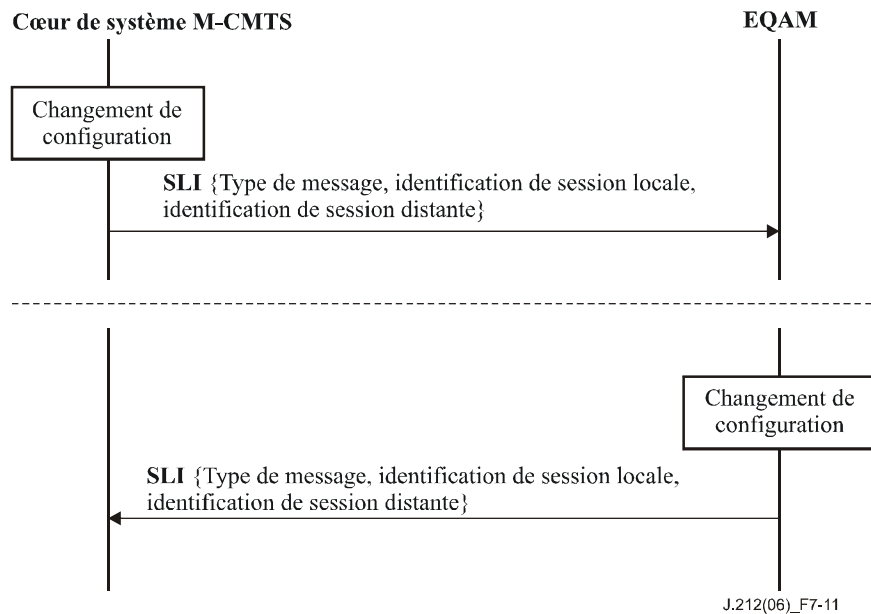 Cœur de système M-CMTS
EQAM
Changement de
configuration
SLI {Type de message, identification de session locale,
identification de session distante}
Changement de
configuration
SLI {Type de message, identification de session locale,
identification de session distante}
J.212(06)_F7-11